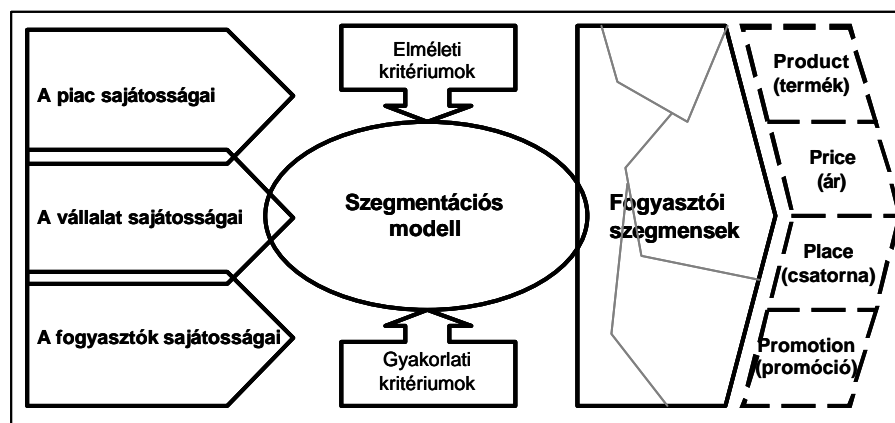 A piac sajátosságai
A vállalat sajátosságai
A fogyasztók sajátosságai
Elméleti
kritériumok
Szegmentációs
modell
Gyakorlati
kritériumok
Fogyasztói
szegmensek
Product
(termék)
Price
(ár)
Place
(csatorna)
Promotion
(promóció)